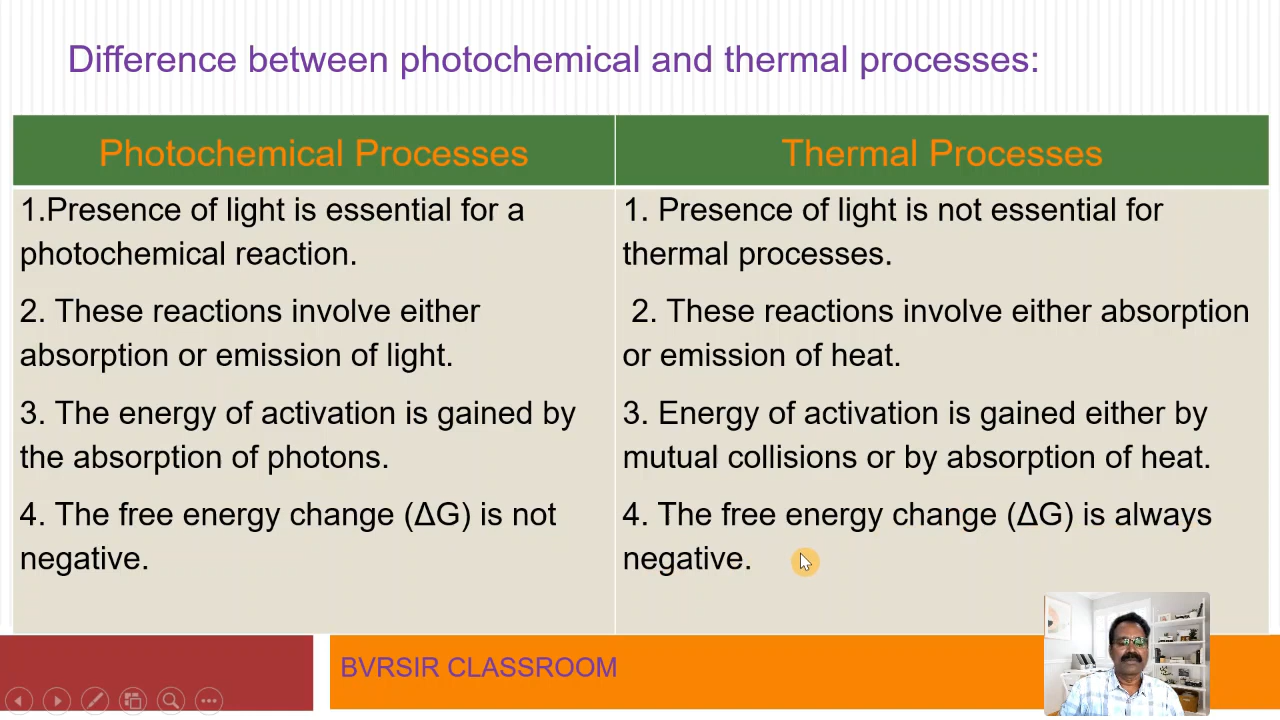 Difference between photochemical and thermal processes:
Photochemical Processes
Thermal Processes
1.Presence of light is essential for a
photochemical reaction.
2. These reactions involve either
absorption or emission of light.
3. The energy of activation is gained by
the absorption of photons.
4. The free energy change (ΔG) is not
negative.
1. Presence of light is not essential for
thermal processes.
2. These reactions involve either absorption
or emission of heat.
3. Energy of activation is gained either by
mutual collisions or by absorption of heat.
4. The free energy change (ΔG) is always
negative.
BVRSIR CLASSROOM